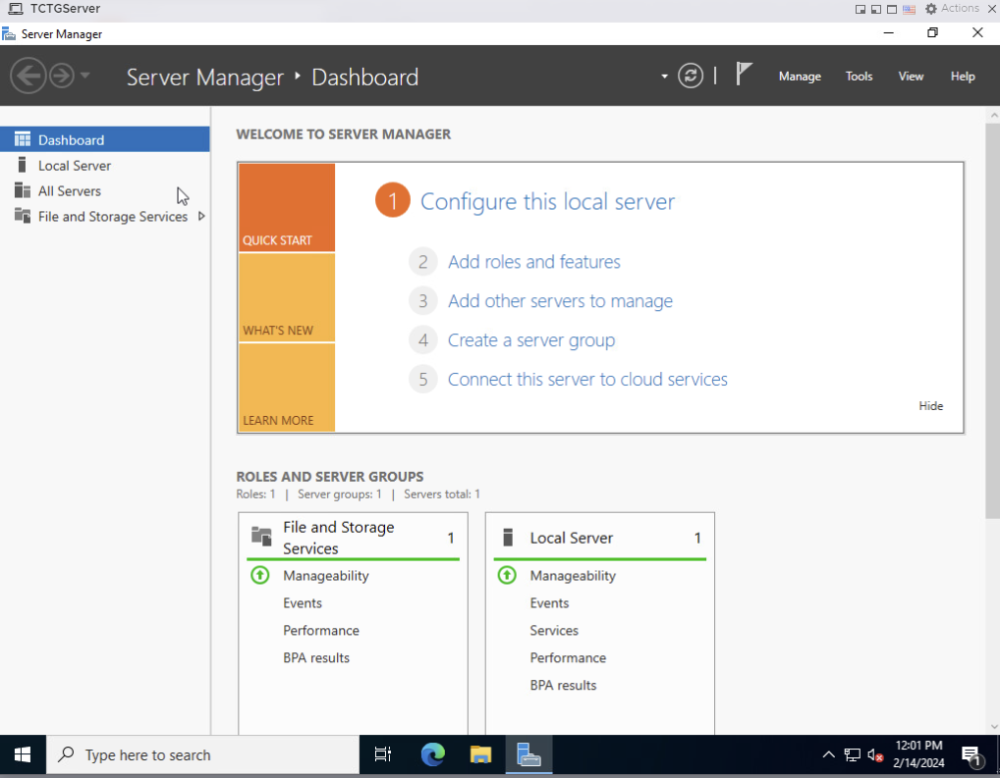 TCTGServer
Actions
Server Manager
Server Manager
Dashboard
Manage
Tools
View
Help
Dashboard
Local Server
All Servers
File and Storage Services
WELCOME TO SERVER MANAGER
QUICK START
WHAT'S NEW
LEARN MORE
1 Configure this local server
2 Add roles and features
3 Add other servers to manage
4 Create a server group
5 Connect this server to cloud services
Hide
ROLES AND SERVER GROUPS
Roles: 1 | Server groups: 1 | Servers total: 1
File and Storage
Services
1
Manageability
Events
Performance
BPA results
Local Server
1
Manageability
Events
Services
Performance
BPA results
Type here to search
12:01 PM
2/14/2024
1